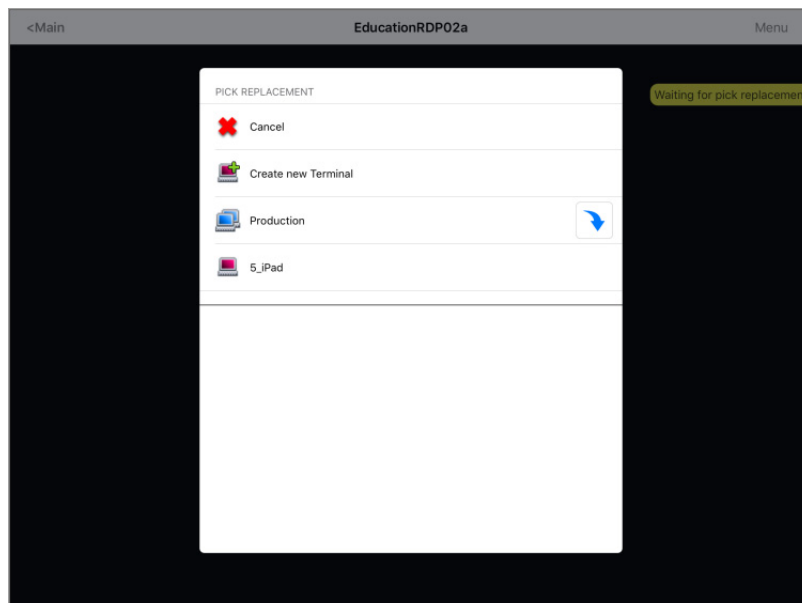 <Main
EducationRDP02a
Menu
PICK REPLACEMENT
Waiting for pick replacemen
Cancel
Create new Terminal
Production
5_iPad